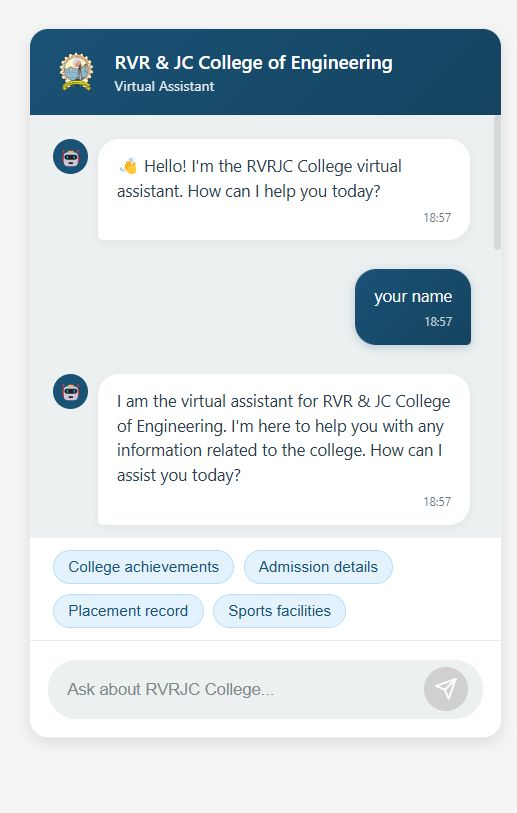 RVR & JC College of Engineering
Virtual Assistant
👋 Hello! I'm the RVRJC College virtual
assistant. How can I help you today?
18:57
your name
18:57
I am the virtual assistant for RVR & JC College
of Engineering. I'm here to help you with any
information related to the college. How can I
assist you today?
18:57
College achievements
Admission details
Placement record
Sports facilities
Ask about RVRJC College...